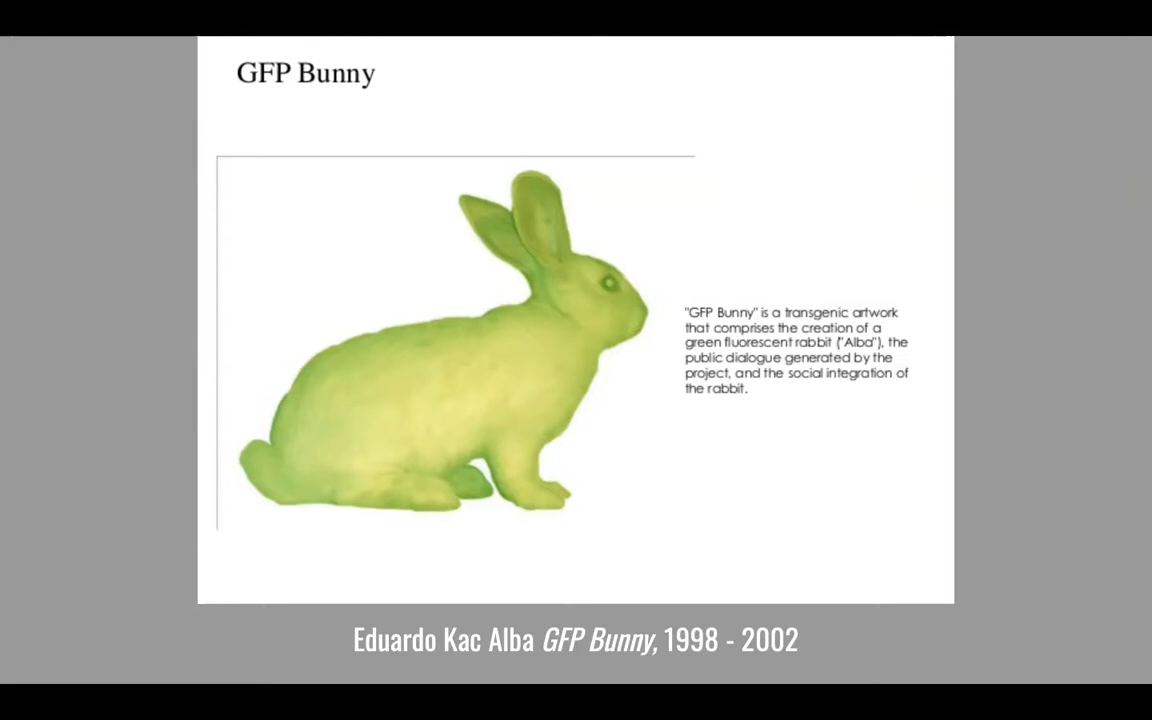 GFP Bunny
"GFP Bunny" is a transgenic artwork
that comprises the creation of a
green fluorescent rabbit ("Alba"), the
public dialogue generated by the
project, and the social integration of
the rabbit.
Eduardo Kac Alba GFP Bunny, 1998 - 2002